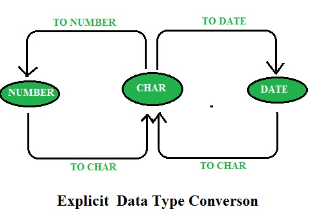 TO NUMBER TO DATE
NUMBER CHAR DATE
TO CHAR TO CHAR
Explicit Data Type Converson